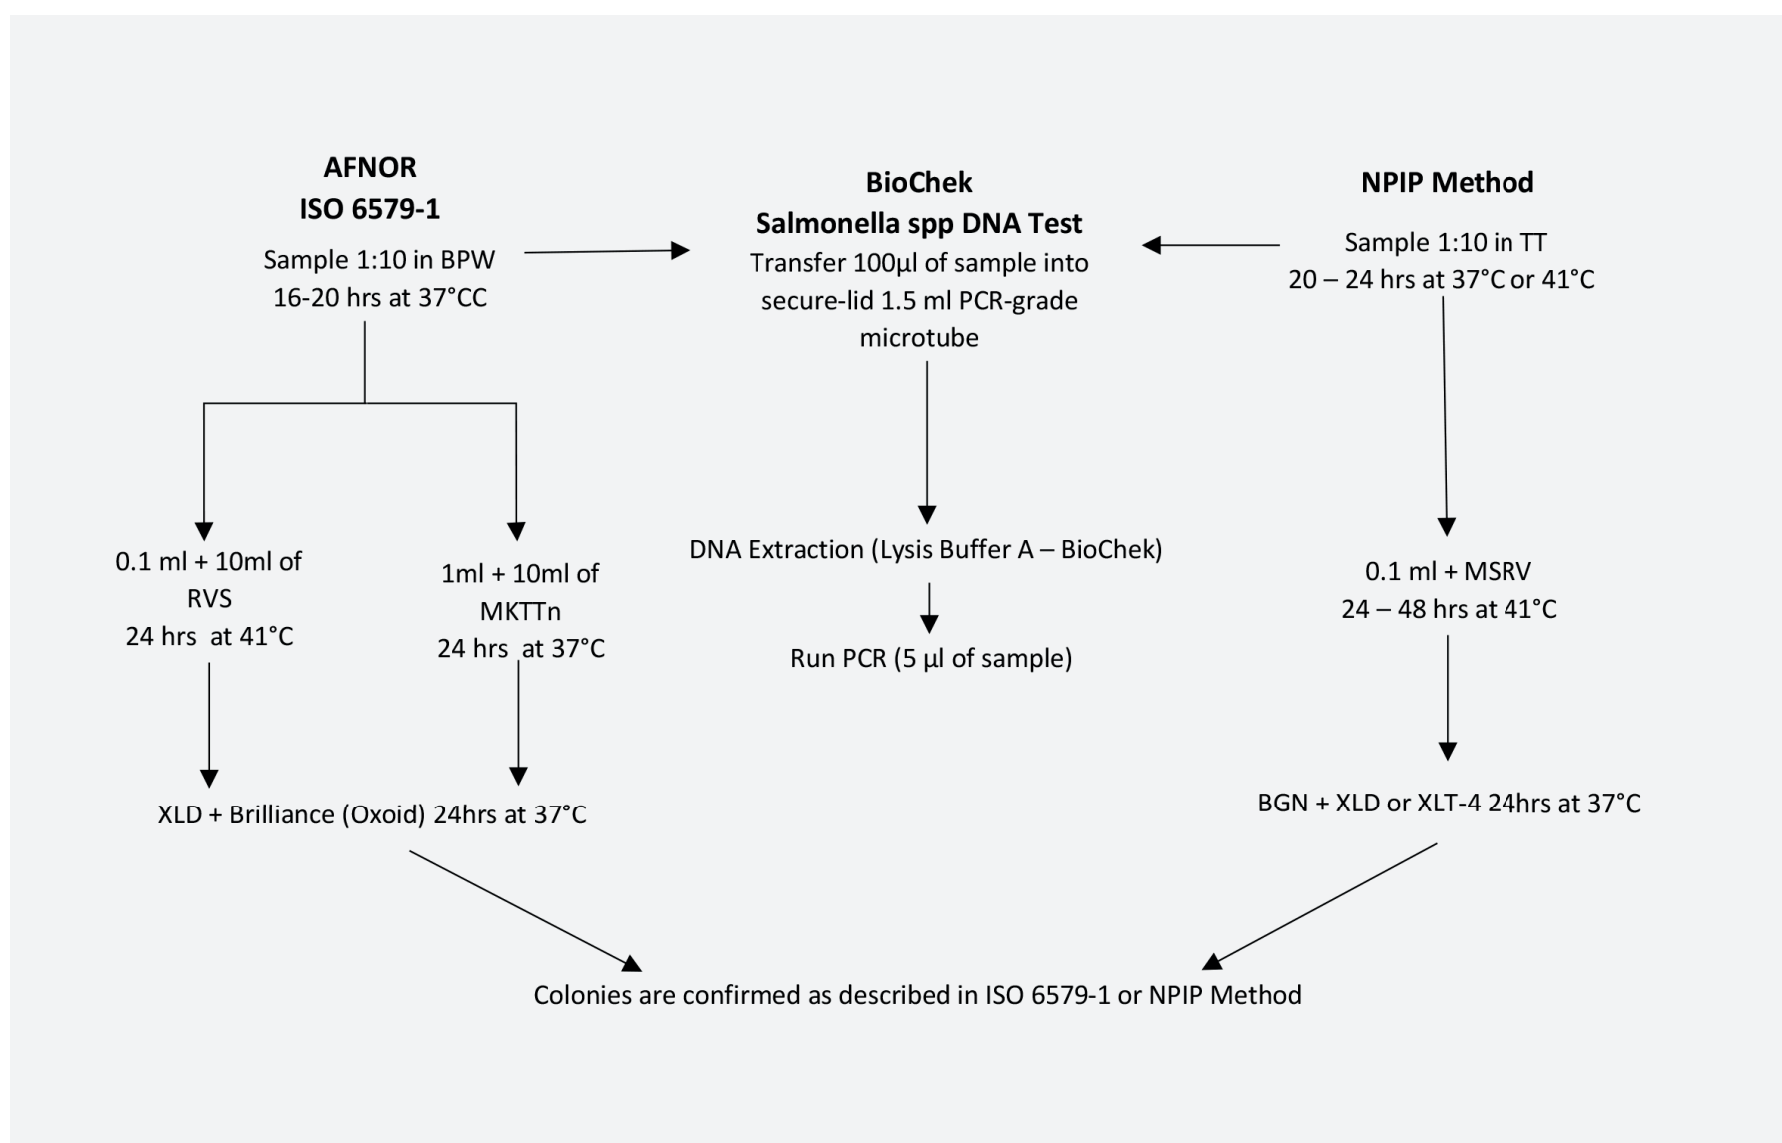 AFNOR
ISO 6579-1
Sample 1:10 in BPW
16-20 hrs at 37°CC
BioChek
Salmonella spp DNA Test
Transfer 100µl of sample into
secure-lid 1.5 ml PCR-grade
microtube
NPIP Method
Sample 1:10 in TT
20 – 24 hrs at 37°C or 41°C
0.1 ml + 10ml of
RVS
24 hrs at 41°C
1ml + 10ml of
MKTTn
24 hrs at 37°C
DNA Extraction (Lysis Buffer A – BioChek)
Run PCR (5 µl of sample)
0.1 ml + MSRV
24 – 48 hrs at 41°C
XLD + Brilliance (Oxoid) 24hrs at 37°C
BGN + XLD or XLT-4 24hrs at 37°C
Colonies are confirmed as described in ISO 6579-1 or NPIP Method